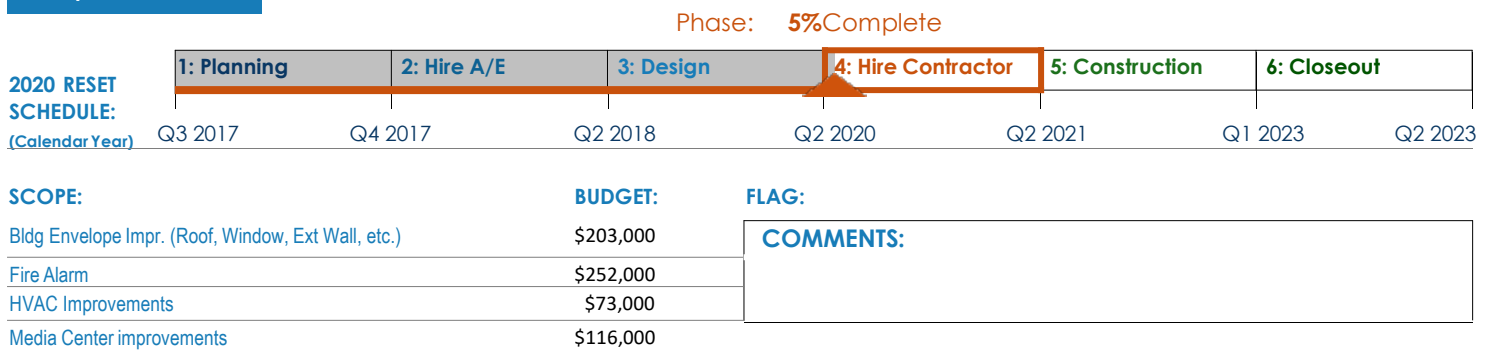 Phase: 5%Complete
1: Planning 2: Hire A/E 3: Design 4: Hire Contractor 5: Construction 6: Closeout
2020 RESET
SCHEDULE:
(Calendar Year) Q3 2017 Q4 2017 Q2 2018 Q2 2020 Q2 2021 Q1 2023 Q2 2023
SCOPE: BUDGET: FLAG:
Bldg Envelope Impr. (Roof, Window, Ext Wall, etc.) $203,000 COMMENTS:
Fire Alarm $252,000
HVAC Improvements $73,000
Media Center improvements $116,000